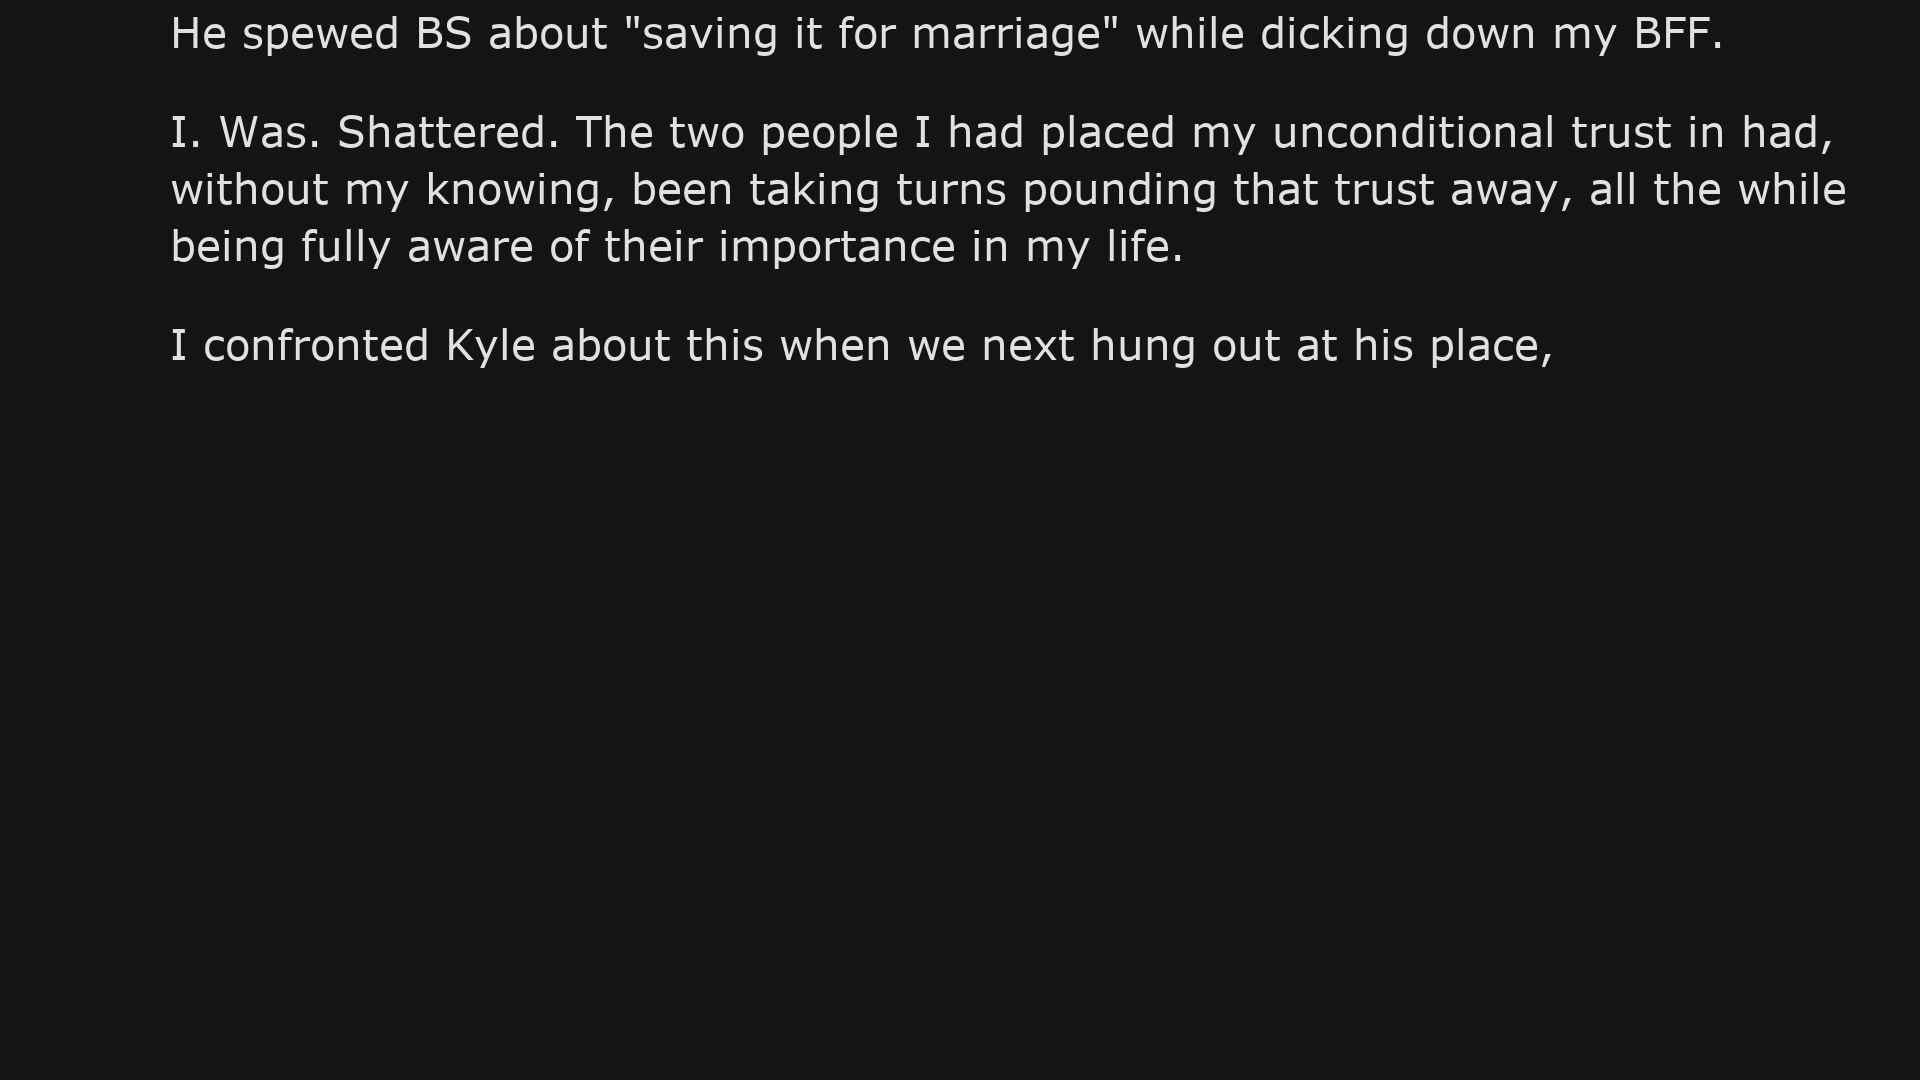 He spewed BS about "saving it for marriage" while dicking down my BFF.
I. Was. Shattered. The two people I had placed my unconditional trust in had,
without my knowing, been taking turns pounding that trust away, all the while
being fully aware of their importance in my life.
I confronted Kyle about this when we next hung out at his place,